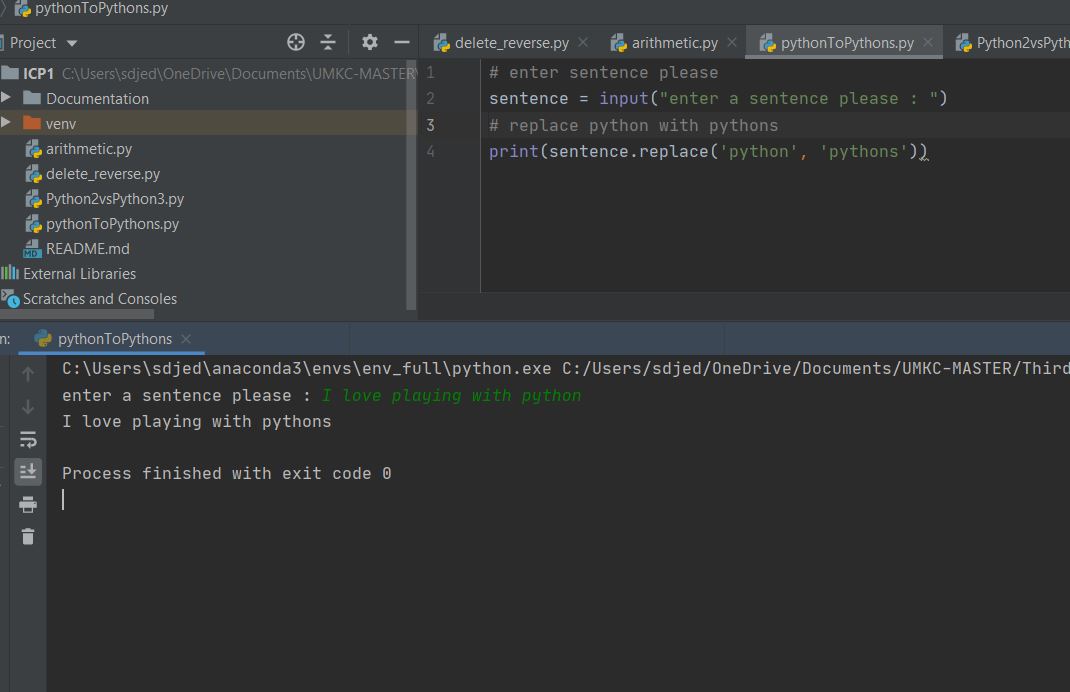 pythonToPythons.py
Project
delete_reverse.py
arithmetic.py
pythonToPythons.py
Python2vsPyth
ICP1 C:\Users\sdjed\OneDrive\Documents\UMKC-MASTER\
Documentation
venv
arithmetic.py
delete_reverse.py
Python2vsPython3.py
pythonToPythons.py
MD README.md
External Libraries
Scratches and Consoles
1 # enter sentence please
2 sentence = input("enter a sentence please : ")
3 # replace python with pythons
4 print(sentence.replace('python', 'pythons'))
n: pythonToPythons
C:\Users\sdjed\anaconda3\envs\env_full\python.exe C:/Users/sdjed/OneDrive/Documents/UMKC-MASTER/Third
enter a sentence please : I love playing with python
I love playing with pythons
Process finished with exit code 0